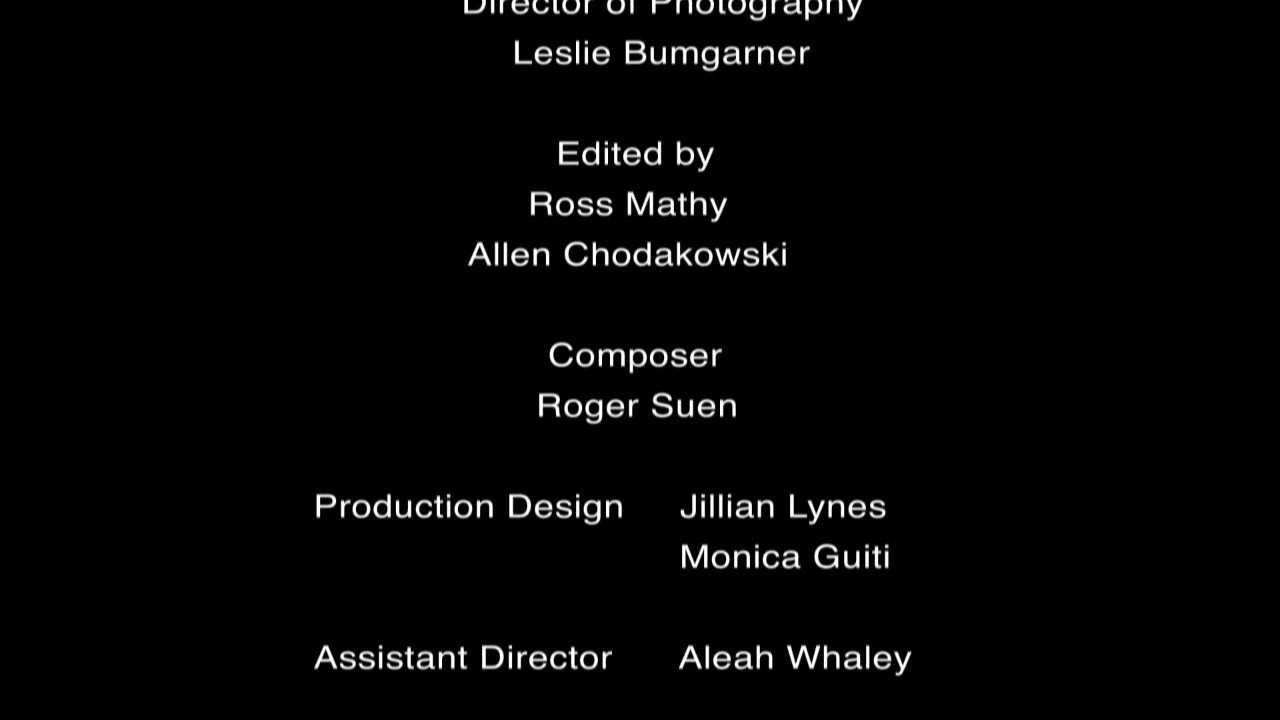 Director of Photography
Leslie Bumgarner
Edited by
Ross Mathy
Allen Chodakowski
Composer
Roger Suen
Production Design Jillian Lynes
Monica Guiti
Assistant Director Aleah Whaley